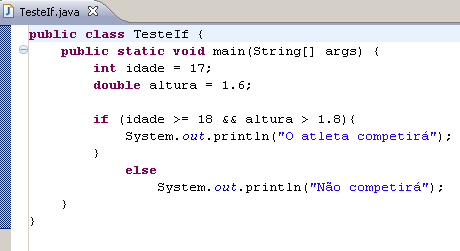 TesteIf.java
public class TesteIf {
public static void main(String[] args) {
int idade = 17;
double altura = 1.6;
if (idade >= 18 && altura > 1.8){
System.out.println("O atleta competirá");
}
else
System.out.println("Não competirá");
}
}